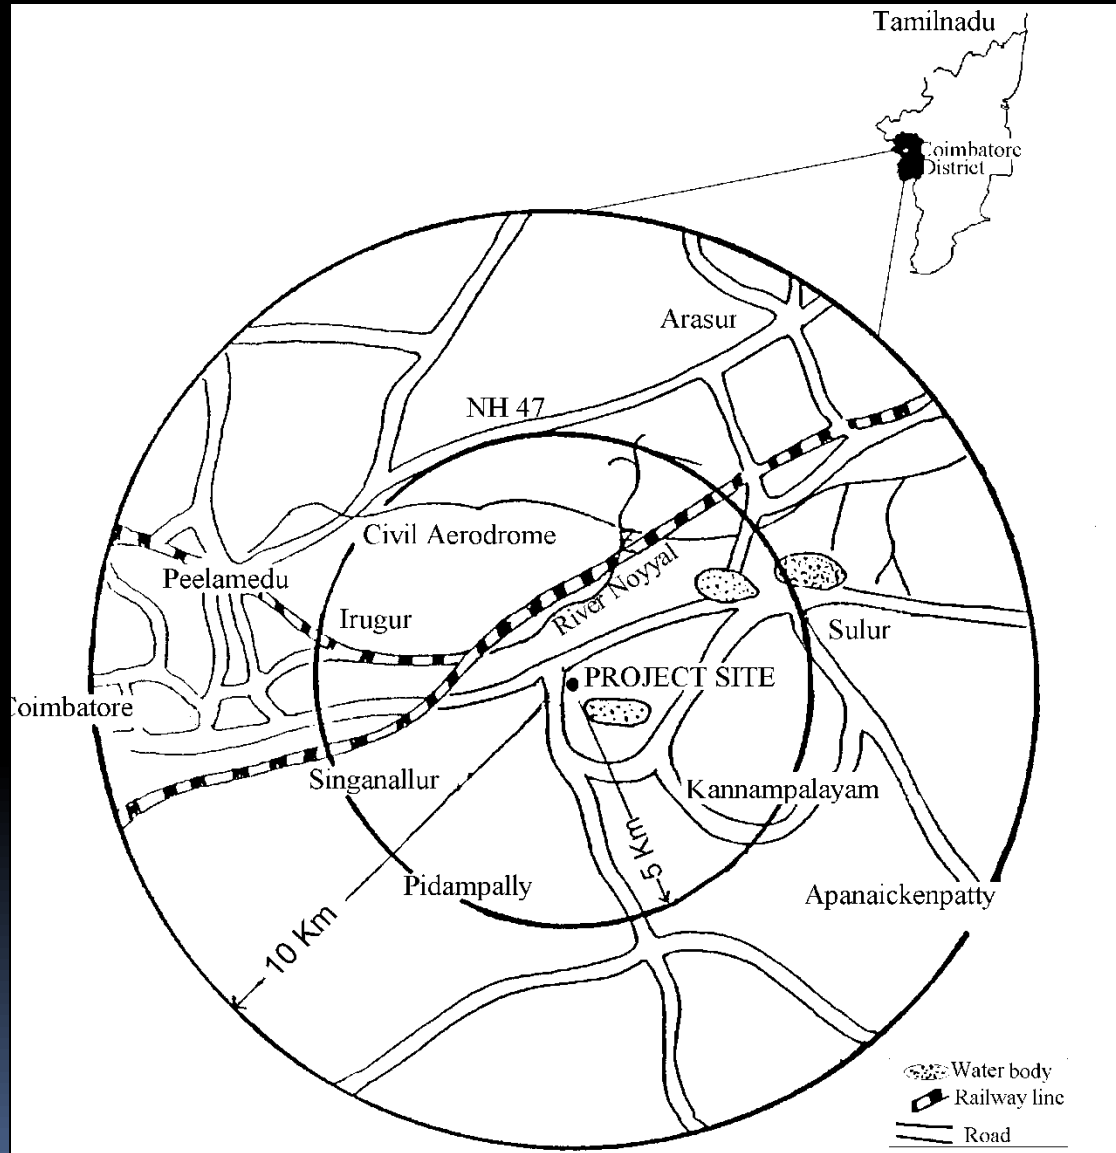 Tamilnadu
Coimbatore
District
Arasur
NH 47
Civil Aerodrome
Peelamedu
River Noyyal
Irugur
Sulur
PROJECT SITE
Coimbatore
Singanallur
Kannampalayam
5 Km
Pidampally
Apanaickenpatty
10 Km
Water body
Railway line
Road